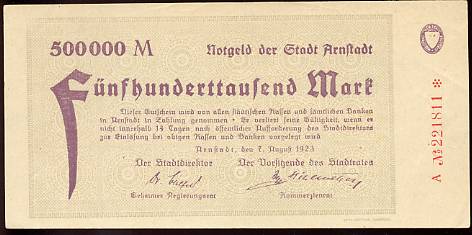 500000 M
Notgeld der Stadt Arnstadt
Fünfhunderttausend Mark
Dieser Gutschein wird von allen städtischen Kassen und sämtlichen Banken
in Arnstadt in Zahlung genommen · Er verliert seine Gültigkeit, wenn es
nicht innerhalb 14 Tagen nach öffentlicher Aufforderung des Stadtdirektors
zur Einlösung bei obigen Kassen und Banken vorgelegt wird
Arnstadt, den 7. August 1923
Der Stadtdirektor
Der Vorsitzende des Stadtrates
Geheimer Regierungsrat
Kommerzienrat
A № 221811 *